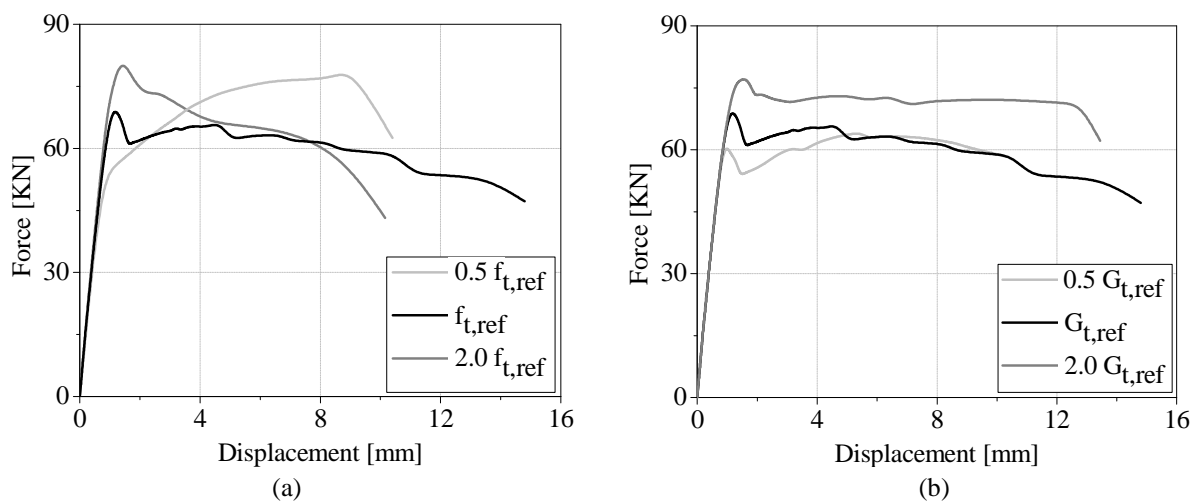 90
60
30
0
Force [KN]
0.5 f_t,ref
f_t,ref
2.0 f_t,ref
0 4 8 12 16
Displacement [mm]
(a)
90
60
30
0
Force [KN]
0.5 G_t,ref
G_t,ref
2.0 G_t,ref
0 4 8 12 16
Displacement [mm]
(b)